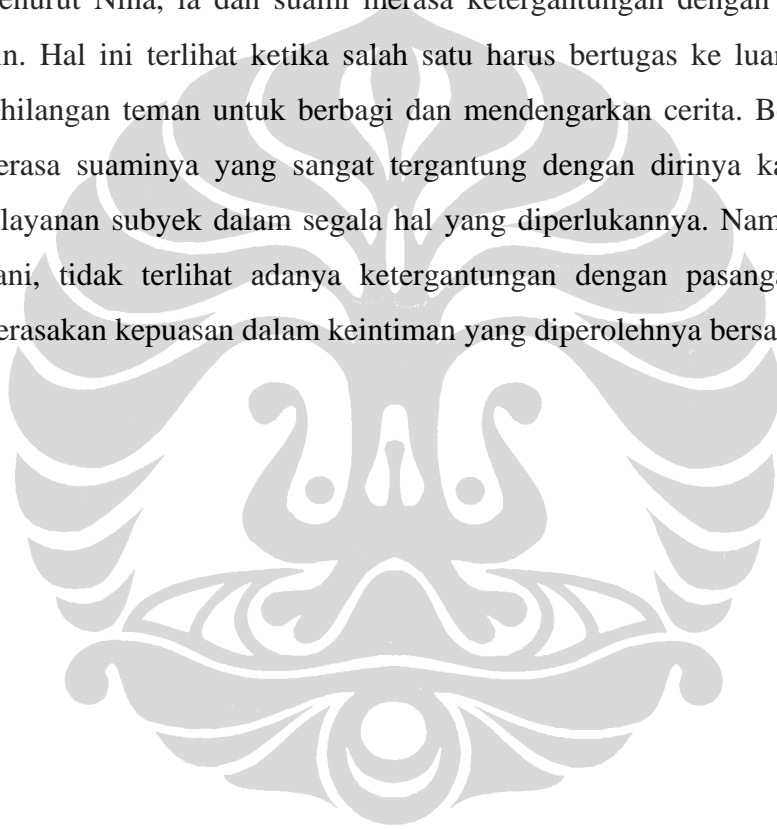 Nina, ia dan suami merasa ketergantungan dengan
Hal ini terlihat ketika salah satu harus bertugas ke luar
hilangan teman untuk berbagi dan mendengarkan cerita. B
erasa suaminya yang sangat tergantung dengan dirinya ka
layanan subyek dalam segala hal yang diperlukannya. Nam
ani, tidak terlihat adanya ketergantungan dengan pasanga
erasakan kepuasan dalam keintiman yang diperolehnya bersa